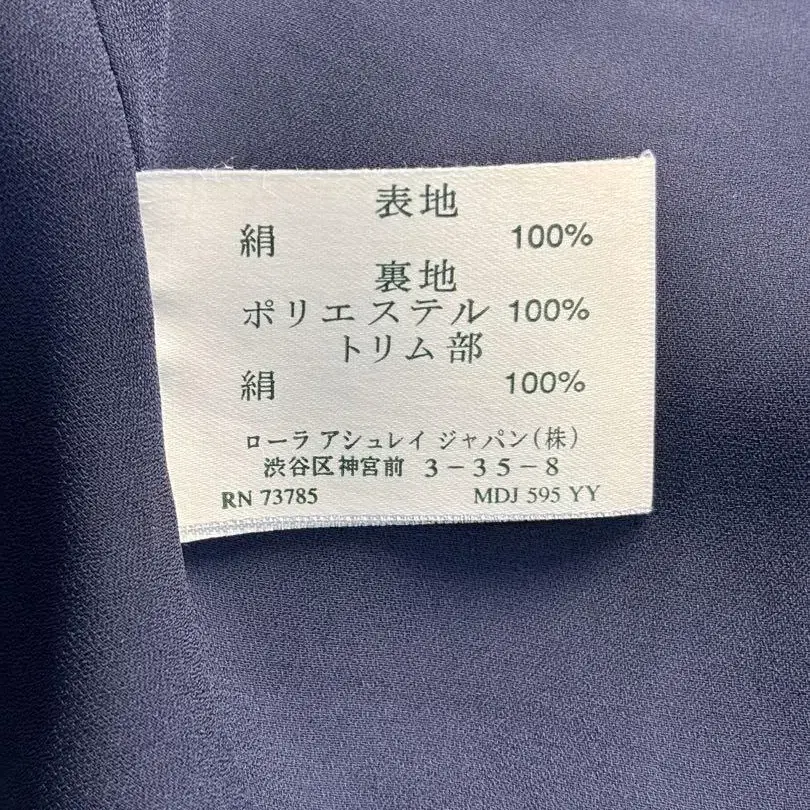 表地
絹 100%
裏地
ポリエステル 100%
トリム部
絹 100%
ローラ アシュレイ ジャパン(株)
渋谷区神宮前 3-35-8
RN 73785 MDJ 595 YY